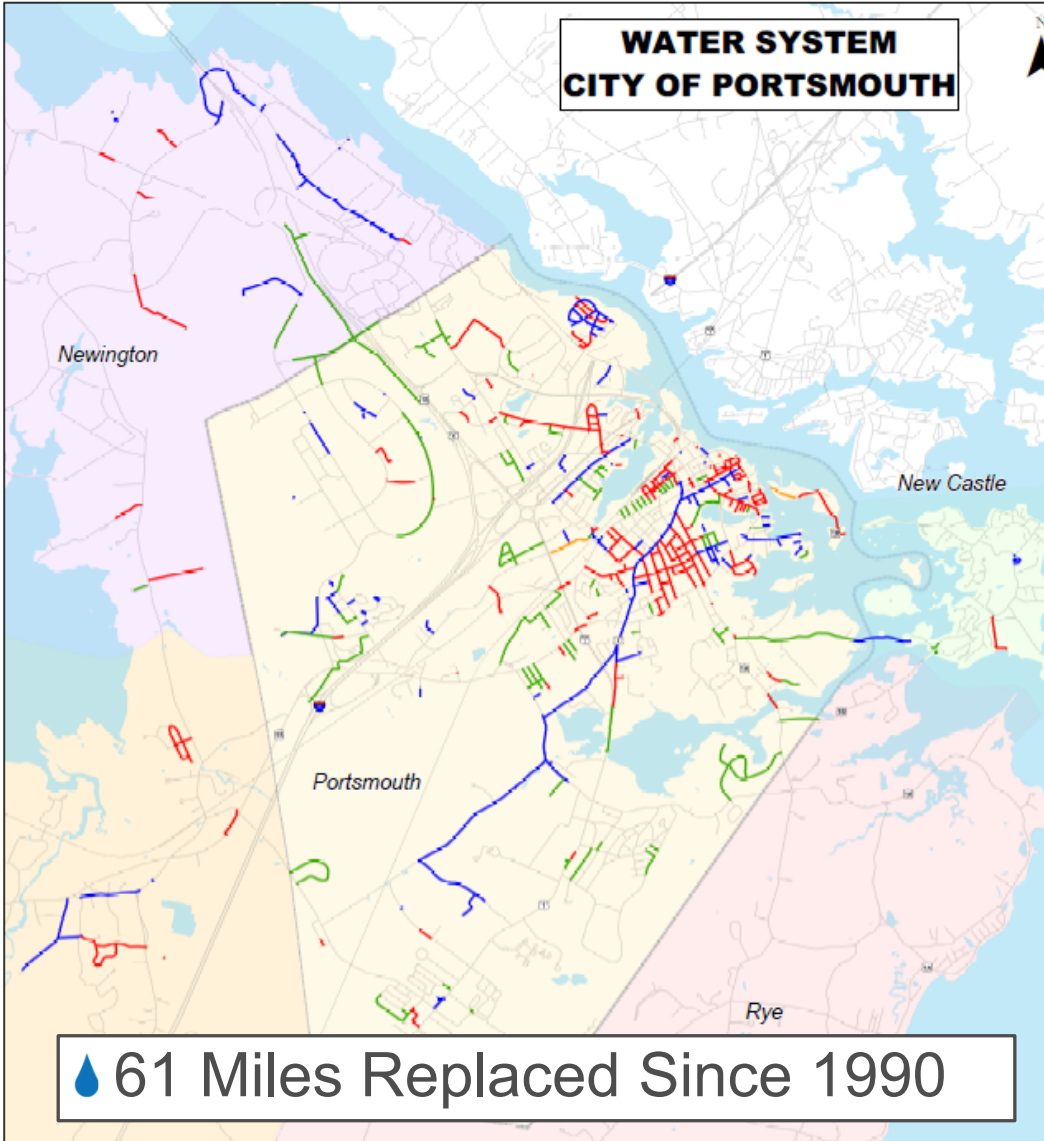 WATER SYSTEM
CITY OF PORTSMOUTH
N
Newington
New Castle
Portsmouth
Rye
61 Miles Replaced Since 1990